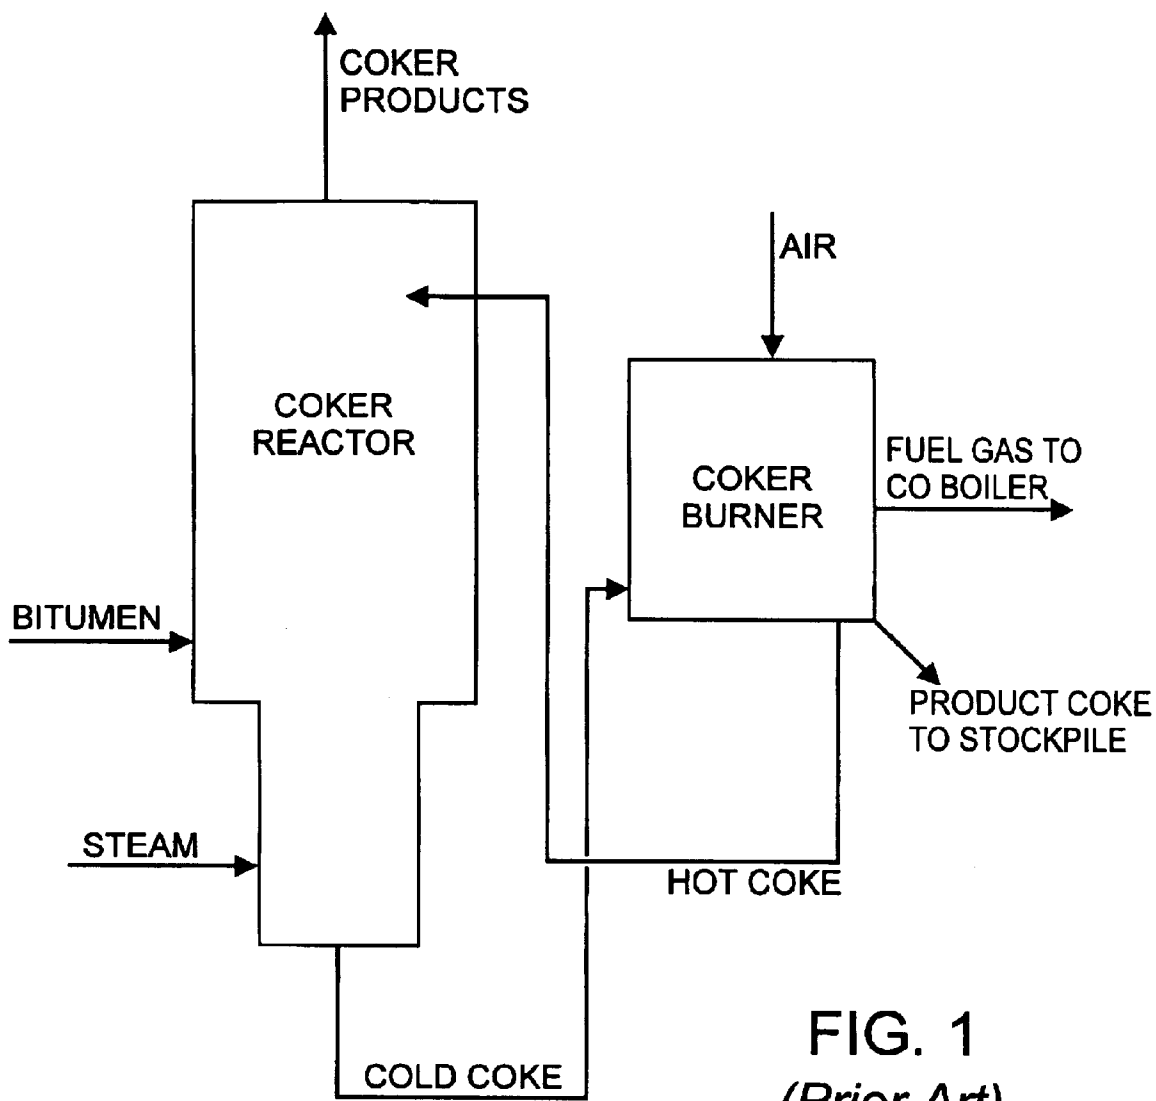 COKER
PRODUCTS
AIR
COKER
REACTOR
COKER
BURNER
FUEL GAS TO
CO BOILER
BITUMEN
PRODUCT COKE
TO STOCKPILE
STEAM
HOT COKE
COLD COKE
FIG. 1
(Prior Art)